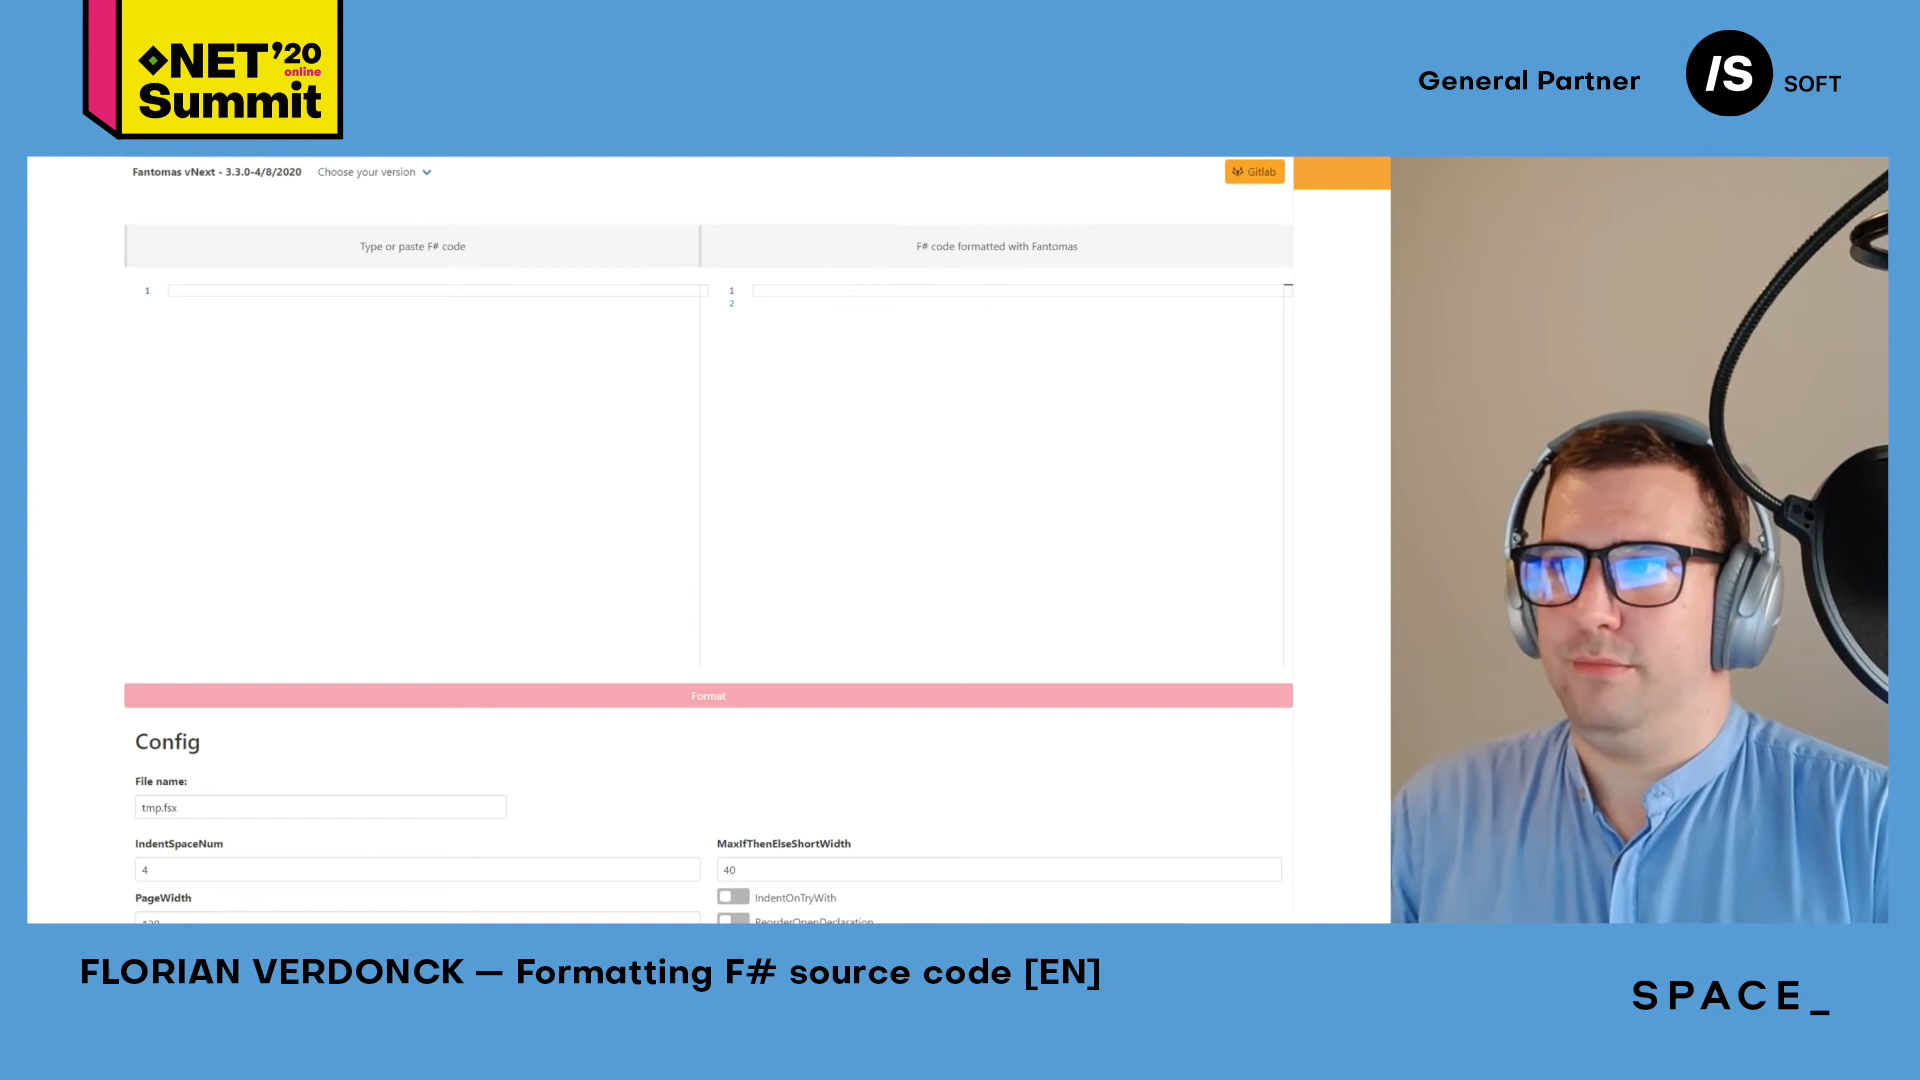 NET'20
online
Summit
General Partner
IS
SOFT
Fantomas vNext - 3.3.0-4/8/2020
Choose your version
Gitlab
Type or paste F# code
F# code formatted with Fantomas
1
1
2
Format
Config
File name:
tmp.fsx
IndentSpaceNum
MaxIfThenElseShortWidth
4
40
PageWidth
IndentOnTryWith
120
ReorderOpenDeclaration
FLORIAN VERDONCK — Formatting F# source code [EN]
SPACE_